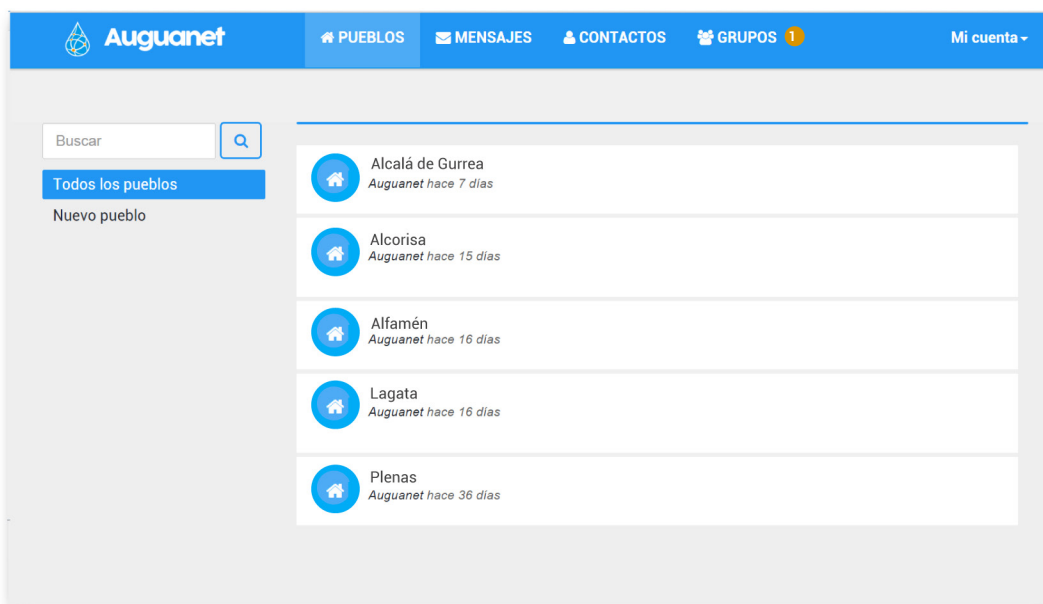 Auguanet
PUEBLOS MENSAJES CONTACTOS GRUPOS 1
Mi cuenta
Buscar
Todos los pueblos
Nuevo pueblo
Alcalá de Gurrea
Auguanet hace 7 días
Alcorisa
Auguanet hace 15 días
Alfamén
Auguanet hace 16 días
Lagata
Auguanet hace 16 días
Plenas
Auguanet hace 36 días